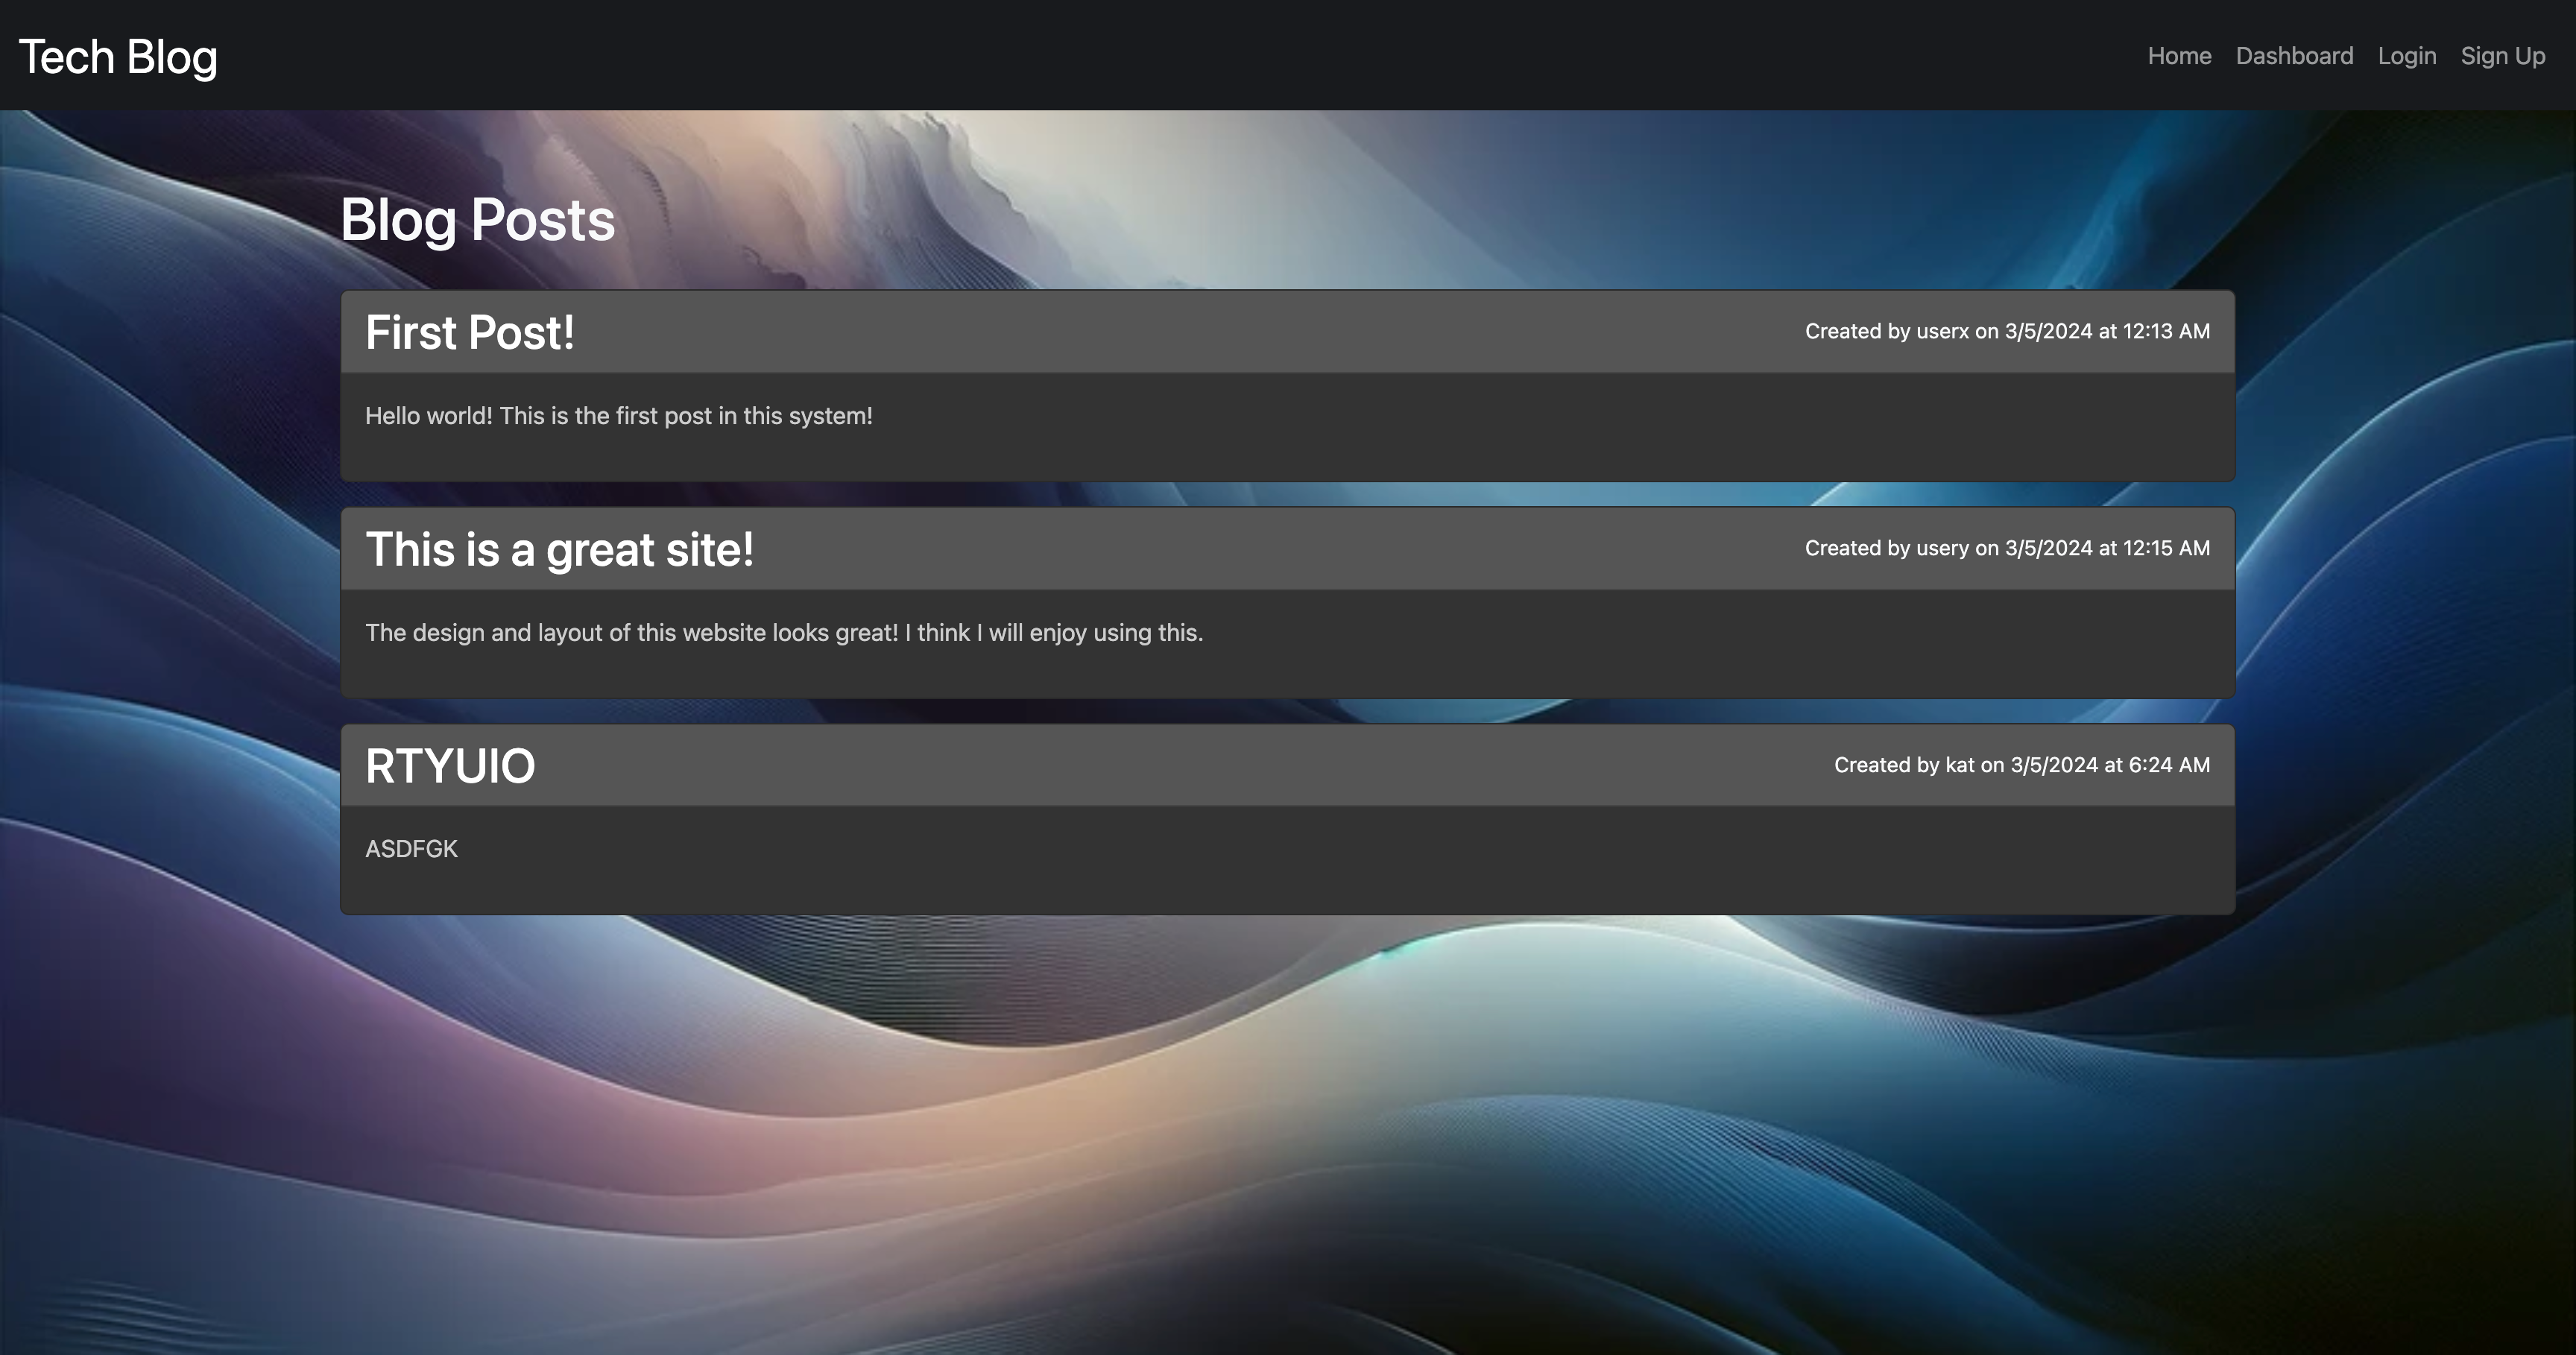 Tech Blog
Home Dashboard Login Sign Up
Blog Posts
First Post!
Created by userx on 3/5/2024 at 12:13 AM
Hello world! This is the first post in this system!
This is a great site!
Created by usery on 3/5/2024 at 12:15 AM
The design and layout of this website looks great! I think I will enjoy using this.
RTYUIO
Created by kat on 3/5/2024 at 6:24 AM
ASDFGK